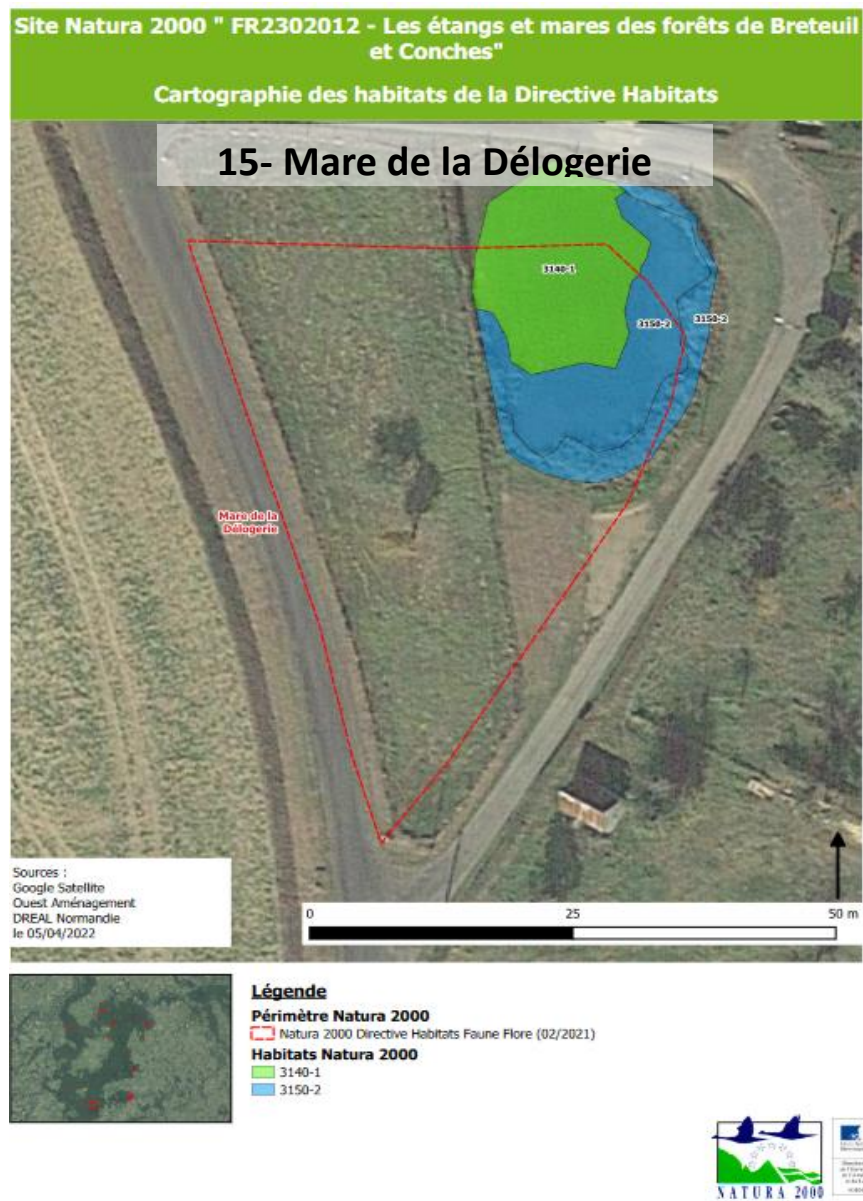 Site Natura 2000 " FR2302012 - Les étangs et mares des forêts de Breteuil
et Conches"
Cartographie des habitats de la Directive Habitats
15- Mare de la Délogerie
3140-1
3150-2
3150-2
Mare de la
Délogerie
Sources :
Google Satellite
Ouest Aménagement
DREAL Normandie
le 05/04/2022
0 25 50 m
Légende
Périmètre Natura 2000
Natura 2000 Directive Habitats Faune Flore (02/2021)
Habitats Natura 2000
3140-1
3150-2
NATURA 2000